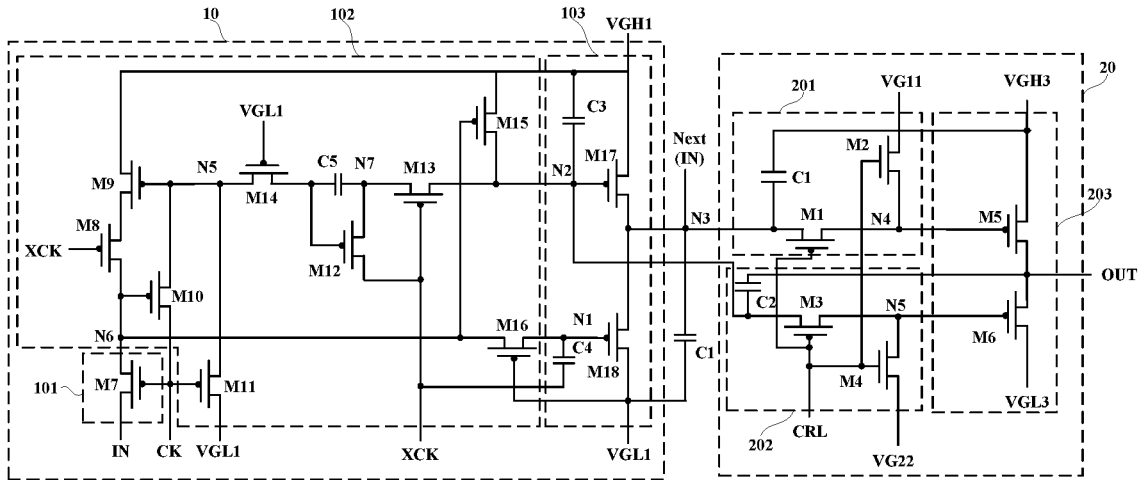 10
102
103
VGH1
20
VG11
VGH3
201
VGL1
M15
C3
Next
(IN)
M2
N5
C5
N7
M13
N2
M17
C1
M9
M14
N3
M1
N4
M5
203
M8
XCK
M12
OUT
M10
C2
M3
N5
N6
M16
N1
M6
C4
C1
M18
M4
101
M7
M11
VGL3
CRL
202
IN
CK
VGL1
XCK
VGL1
VG22